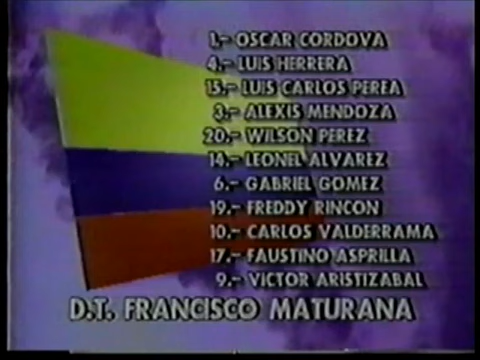 1.- OSCAR CORDOVA
4.- LUIS HERRERA
15.- LUIS CARLOS PEREA
3.- ALEXIS MENDOZA
20.- WILSON PEREZ
14.- LEONEL ALVAREZ
6.- GABRIEL GOMEZ
19.- FREDDY RINCON
10.- CARLOS VALDERRAMA
17.- FAUSTINO ASPRILLA
9.- VICTOR ARISTIZABAL
D.T. FRANCISCO MATURANA